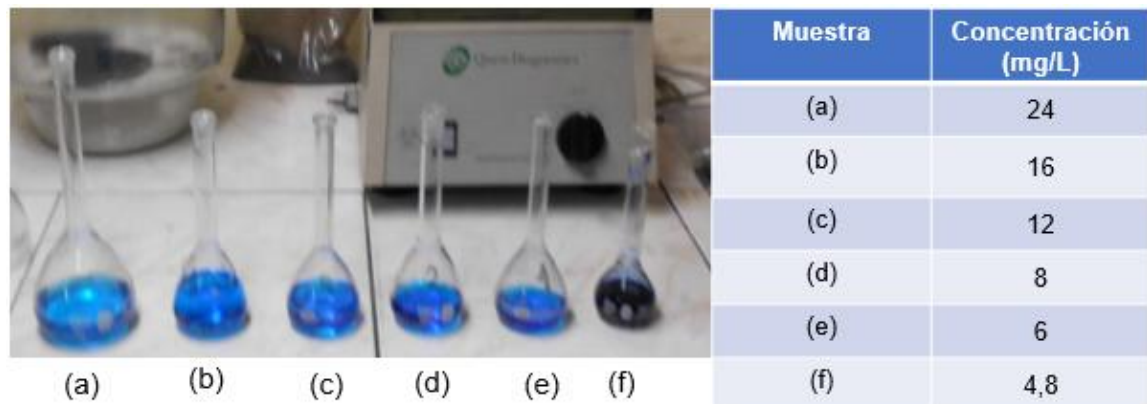 Muestra Concentración
(mg/L)
(a) 24
(b) 16
(c) 12
(d) 8
(e) 6
(f) 4,8
(a) (b) (c) (d) (e) (f)